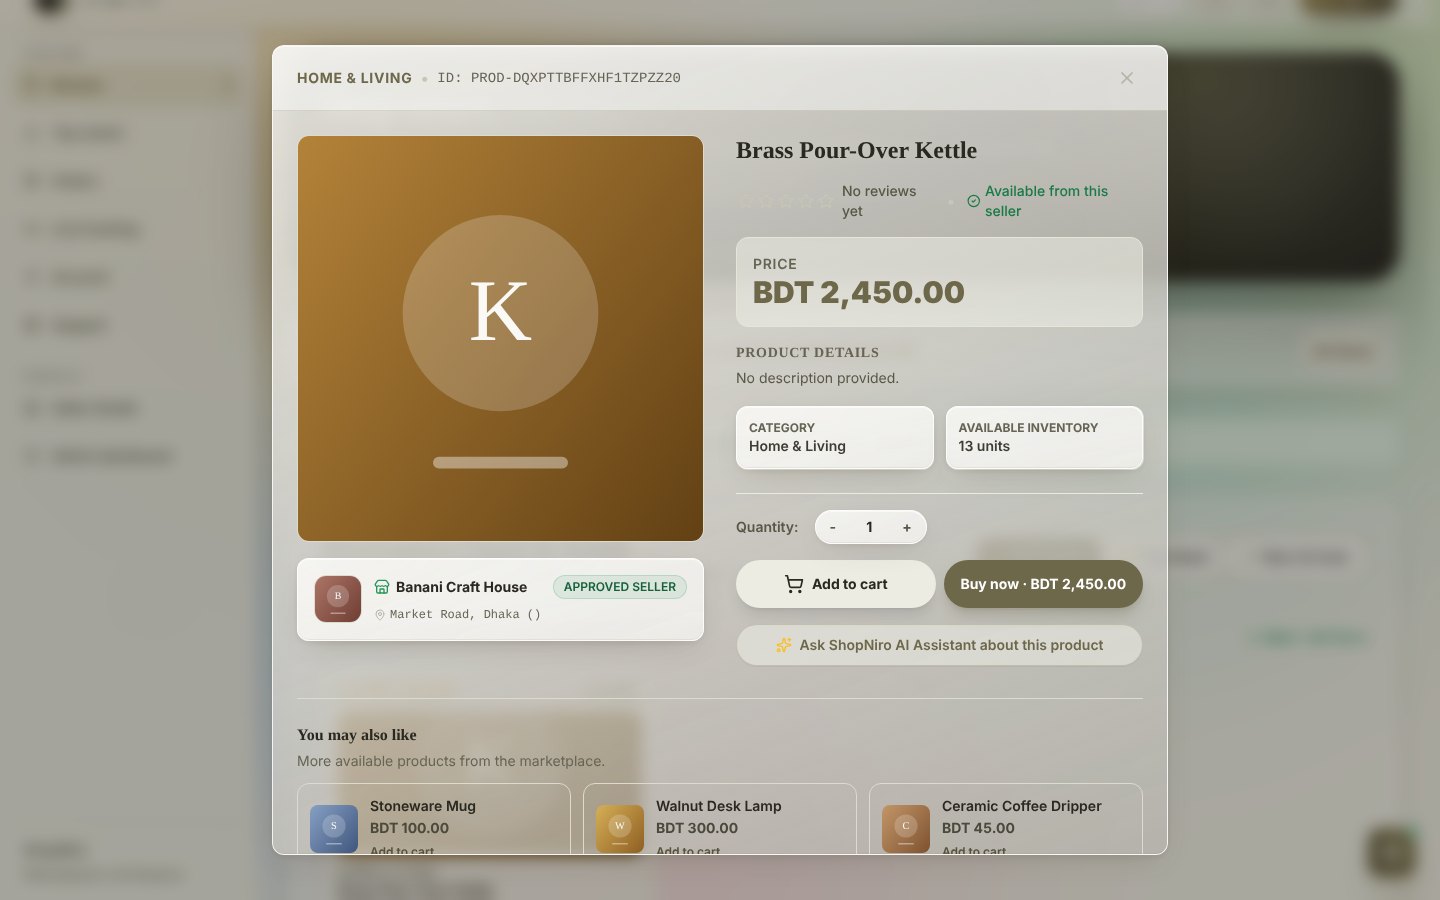 HOME & LIVING • ID: PROD-DQXPTTBFFXHF1TZPZZ20
K
Brass Pour-Over Kettle
No reviews yet
Available from this seller
PRICE
BDT 2,450.00
PRODUCT DETAILS
No description provided.
CATEGORY
Home & Living
AVAILABLE INVENTORY
13 units
Quantity: - 1 +
Add to cart
Buy now · BDT 2,450.00
Ask ShopNiro AI Assistant about this product
B
Banani Craft House
APPROVED SELLER
Market Road, Dhaka ()
You may also like
More available products from the marketplace.
S
Stoneware Mug
BDT 100.00
Add to cart
W
Walnut Desk Lamp
BDT 300.00
Add to cart
C
Ceramic Coffee Dripper
BDT 45.00
Add to cart